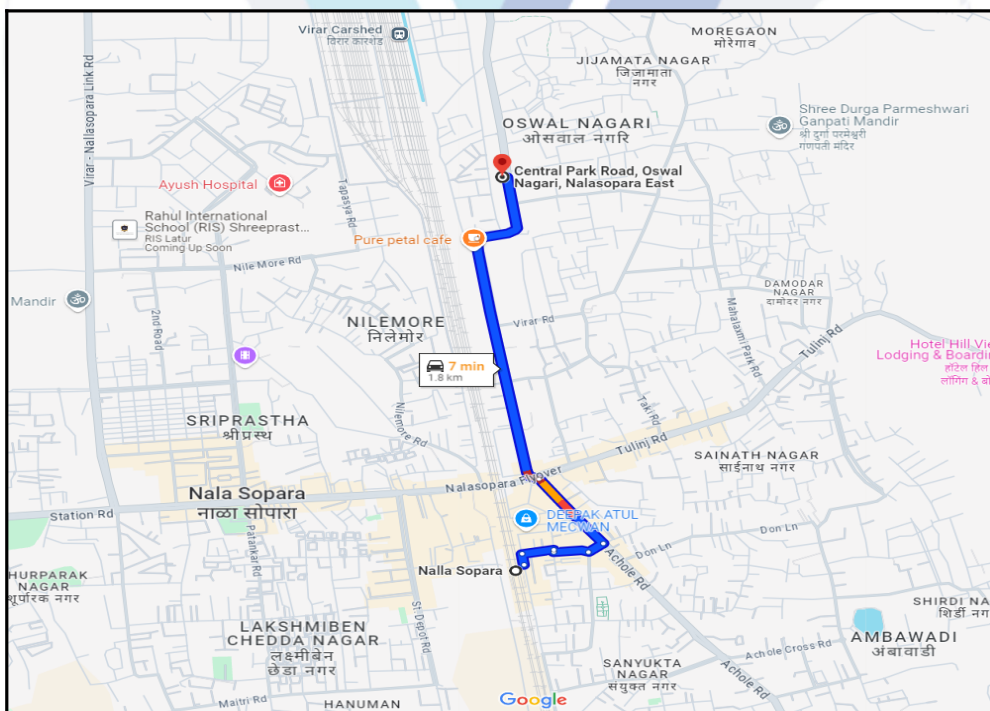 Virar Carshed
विरार कारशेड
MOREGAON
मोरेगाव
JIJAMATA NAGAR
जिजामाता
नगर
Virar - Nallasopara Link Rd
OSWAL NAGARI
ओसवाल नगरि
Shree Durga Parmeshwari
Ganpati Mandir
श्री दुर्गा परमेश्वरी
गणपती मंदिर
Central Park Road, Oswal
Nagari, Nalasopara East
Ayush Hospital
Tapasya Rd
Rahul International
School (RIS) Shreeprast...
RIS Latur
Coming Up Soon
Pure petal cafe
Nile More Rd
Mandir
2nd Road
DAMODAR
NAGAR
दामोदर नगर
NILEMORE
निलेमोर
Virar Rd
Mahalaxmi Park Rd
Tulinj Rd
Hotel Hill Vie
Lodging & Boardin
हॉटेल हिल
लॉगिंग & बो
7 min
1.8 km
Nilemore Rd
Taki Rd
SRIPRASTHA
श्रीप्रस्थ
Tulinj Rd
SAINATH NAGAR
साईनाथ नगर
Nala Sopara
नाळा सोपारा
Nalasopara Flyover
Station Rd
DEEPAK ATUL
MECWAN
Don Ln
Don Ln
Patankar Rd
Nalla Sopara
Achole Rd
HURPARAK
NAGAR
शूर्पारक नगर
St. Depot Rd
SHIRDI NA
शिर्डी नग
LAKSHMIBEN
CHEDDA NAGAR
लक्ष्मीबेन
छेडा नगर
AMBAWADI
अंबावाडी
Achole Cross Rd
SANYUKTA
NAGAR
संयुक्त नगर
Achole Rd
Maitri Rd
HANUMAN
Google